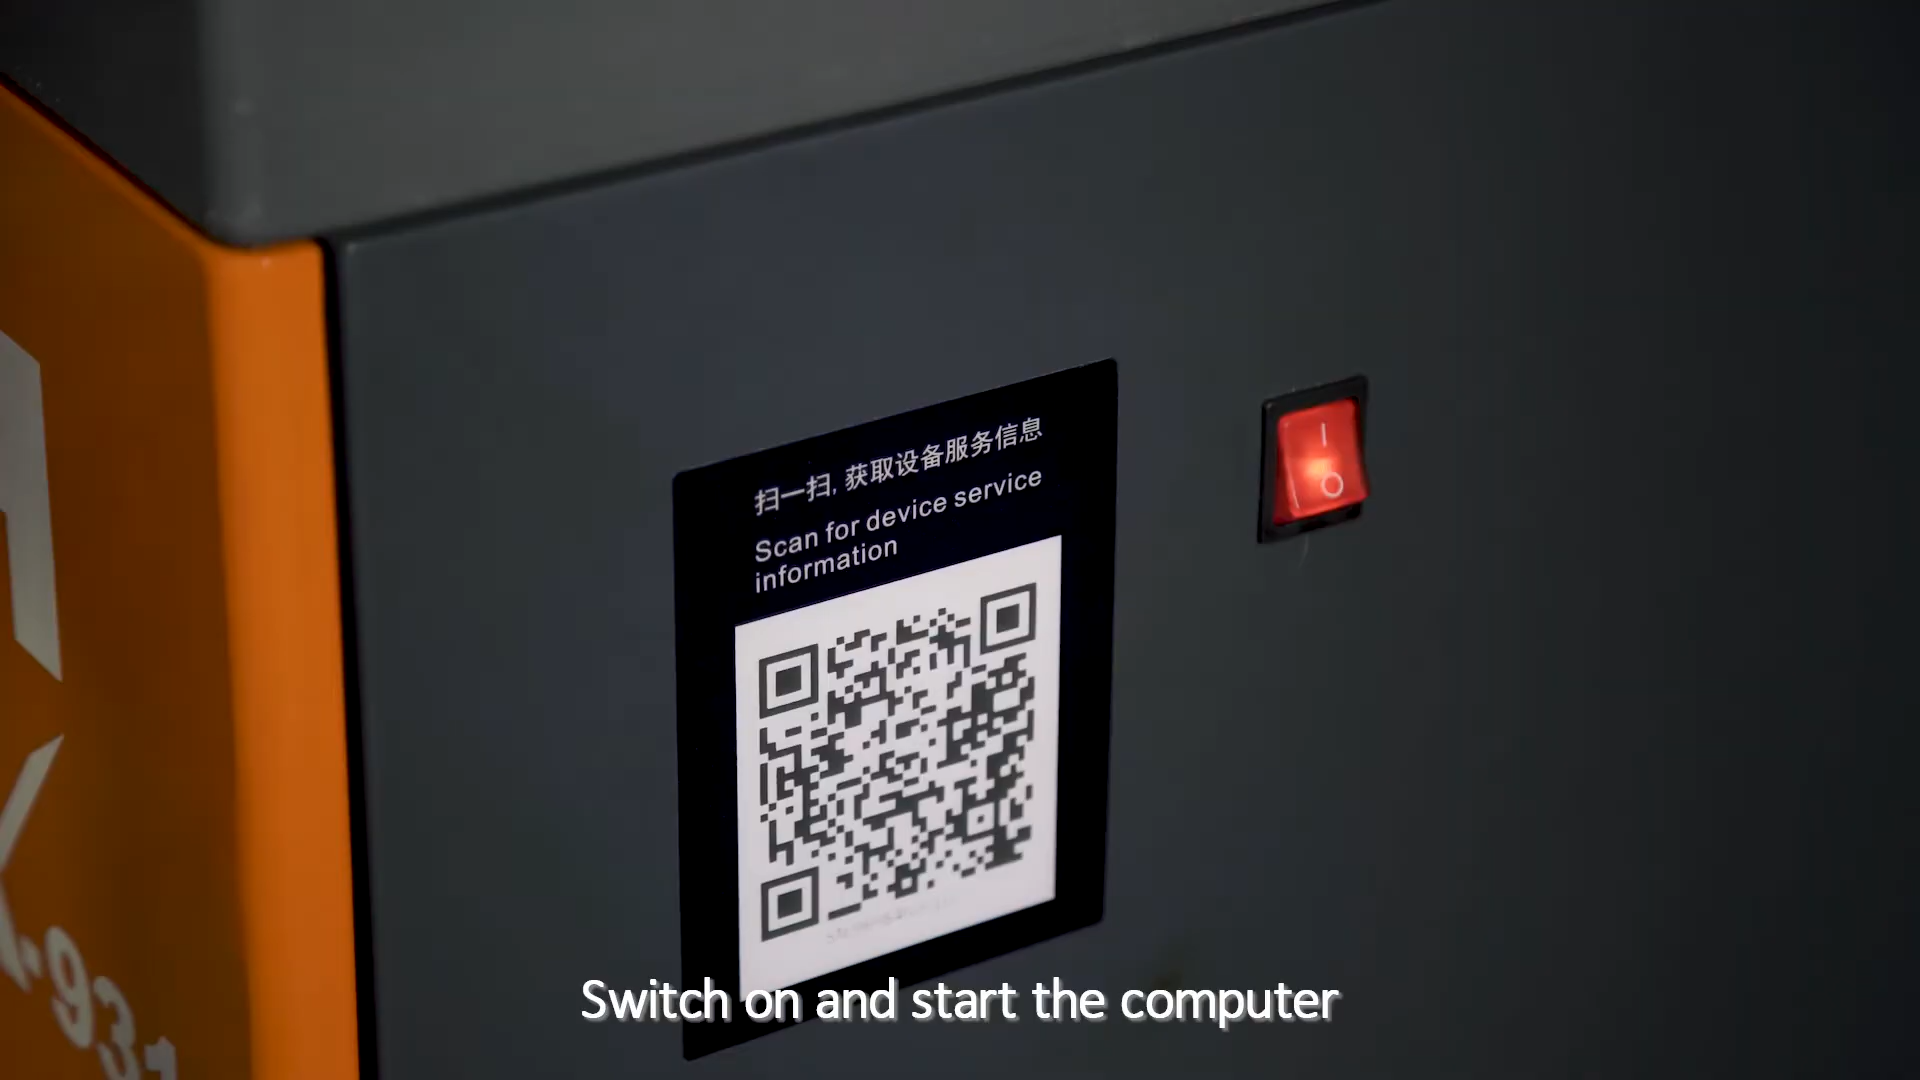 扫一扫, 获取设备服务信息
Scan for device service
information
Switch on and start the computer